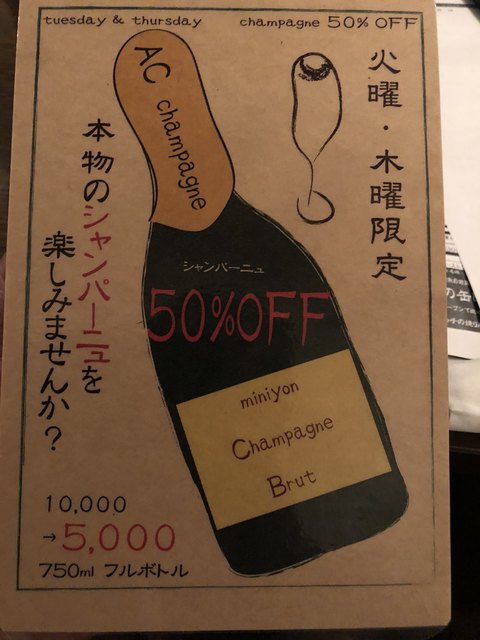 tuesday & thursday
champagne 50% OFF
火曜・木曜限定
AC champagne
本物のシャンパーニュを
楽しみませんか？
シャンパーニュ
50%OFF
miniyon
Champagne
Brut
10,000
→5,000
750ml フルボトル